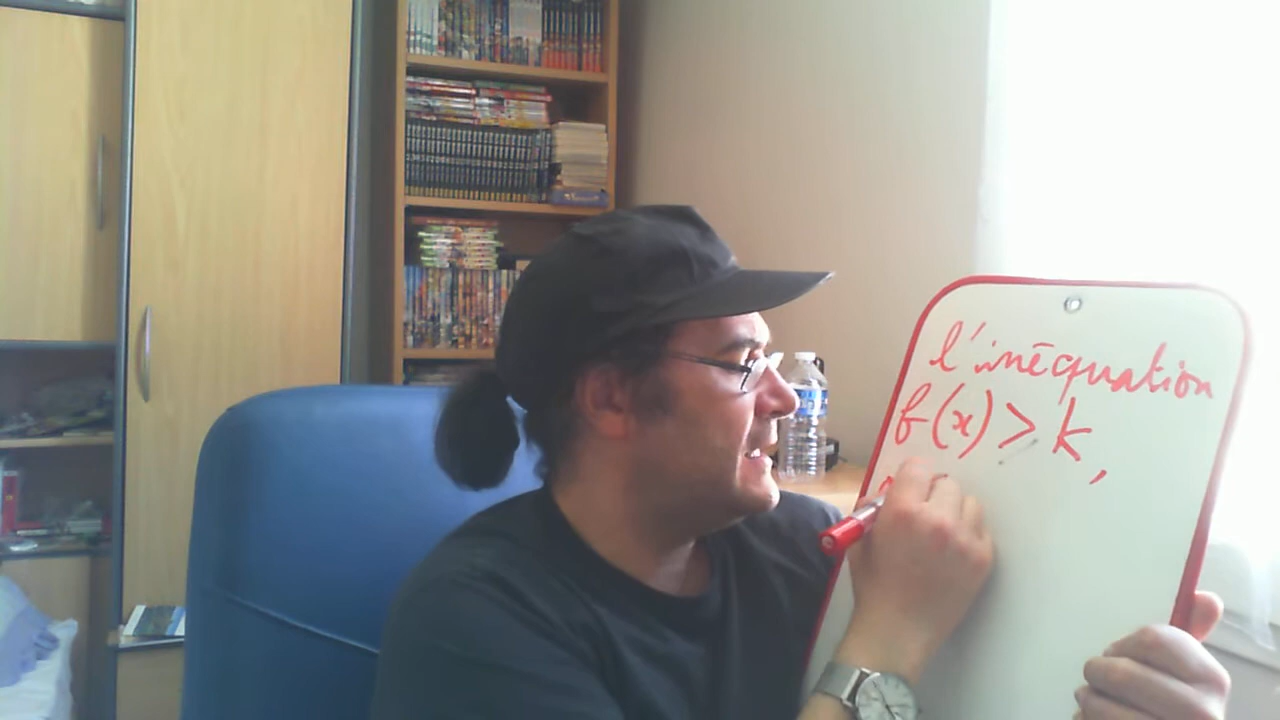 l'inéquation
f(x) > k,